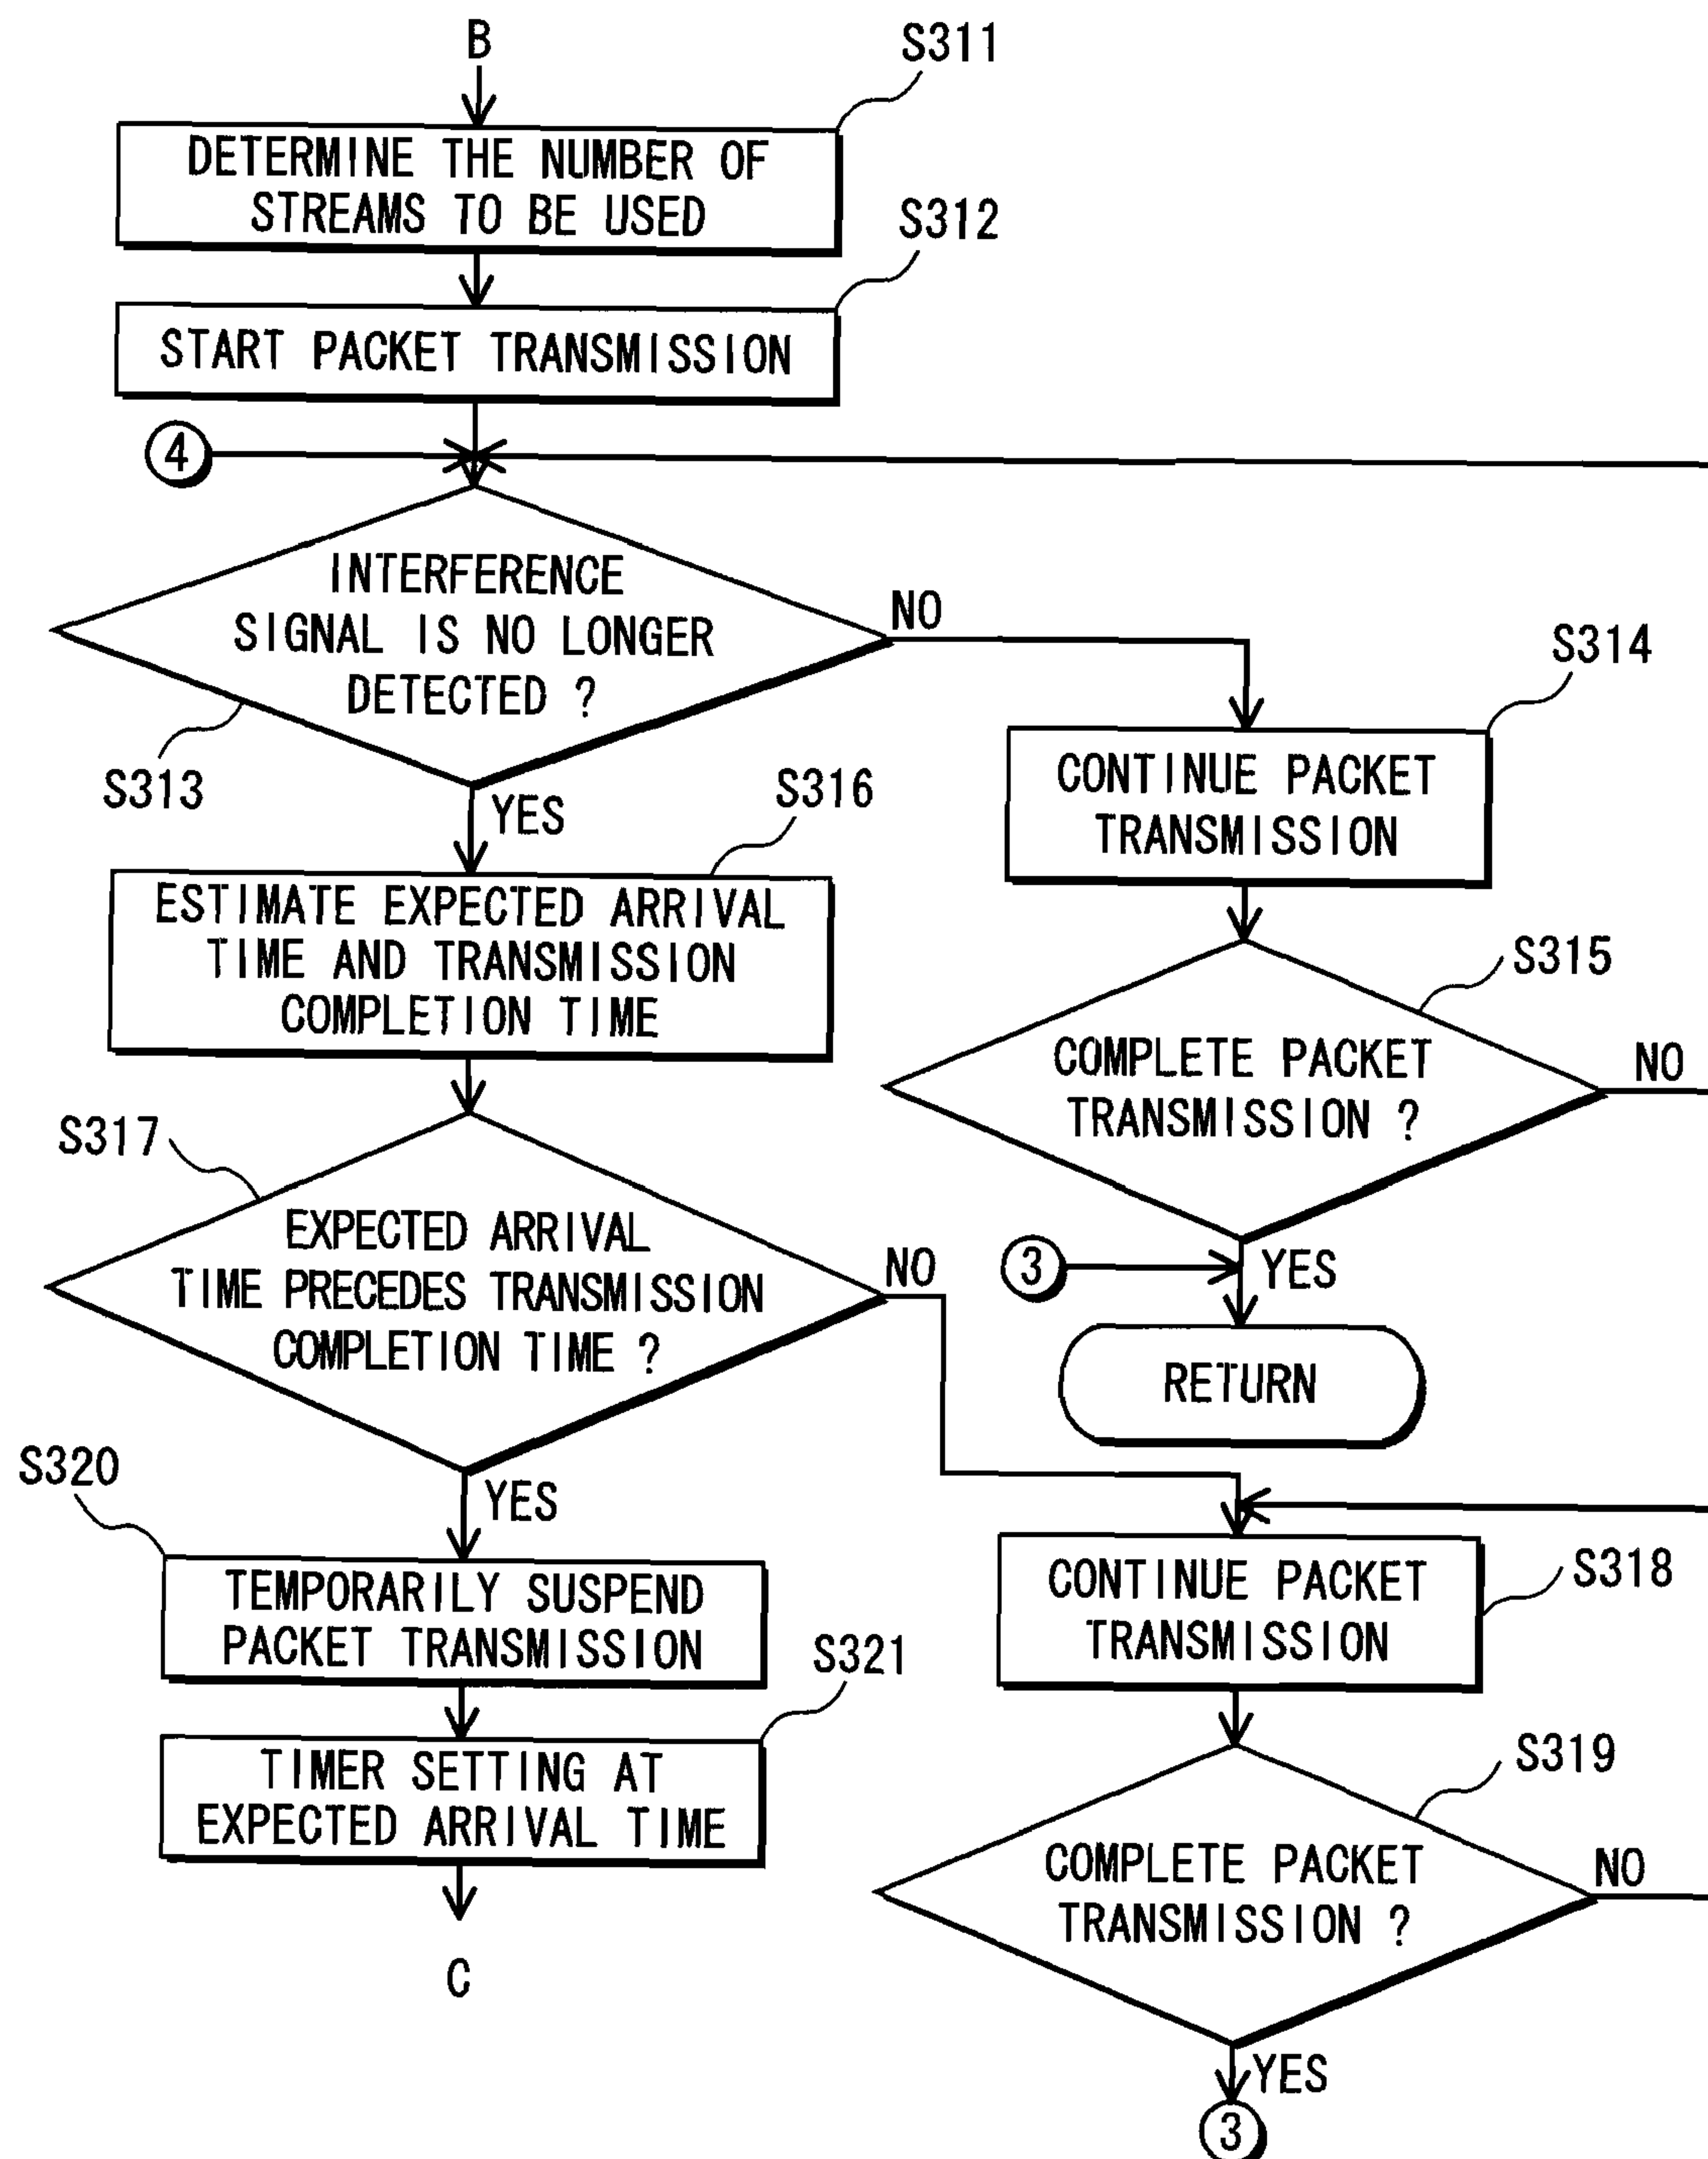 B
S311
DETERMINE THE NUMBER OF
STREAMS TO BE USED
S312
START PACKET TRANSMISSION
4
INTERFERENCE
SIGNAL IS NO LONGER
DETECTED ?
NO
S313
YES
S314
CONTINUE PACKET
TRANSMISSION
S316
ESTIMATE EXPECTED ARRIVAL
TIME AND TRANSMISSION
COMPLETION TIME
S315
COMPLETE PACKET
TRANSMISSION ?
NO
YES
3
RETURN
S317
EXPECTED ARRIVAL
TIME PRECEDES TRANSMISSION
COMPLETION TIME ?
NO
YES
S320
TEMPORARILY SUSPEND
PACKET TRANSMISSION
S318
CONTINUE PACKET
TRANSMISSION
S321
TIMER SETTING AT
EXPECTED ARRIVAL TIME
C
S319
COMPLETE PACKET
TRANSMISSION ?
NO
YES
3